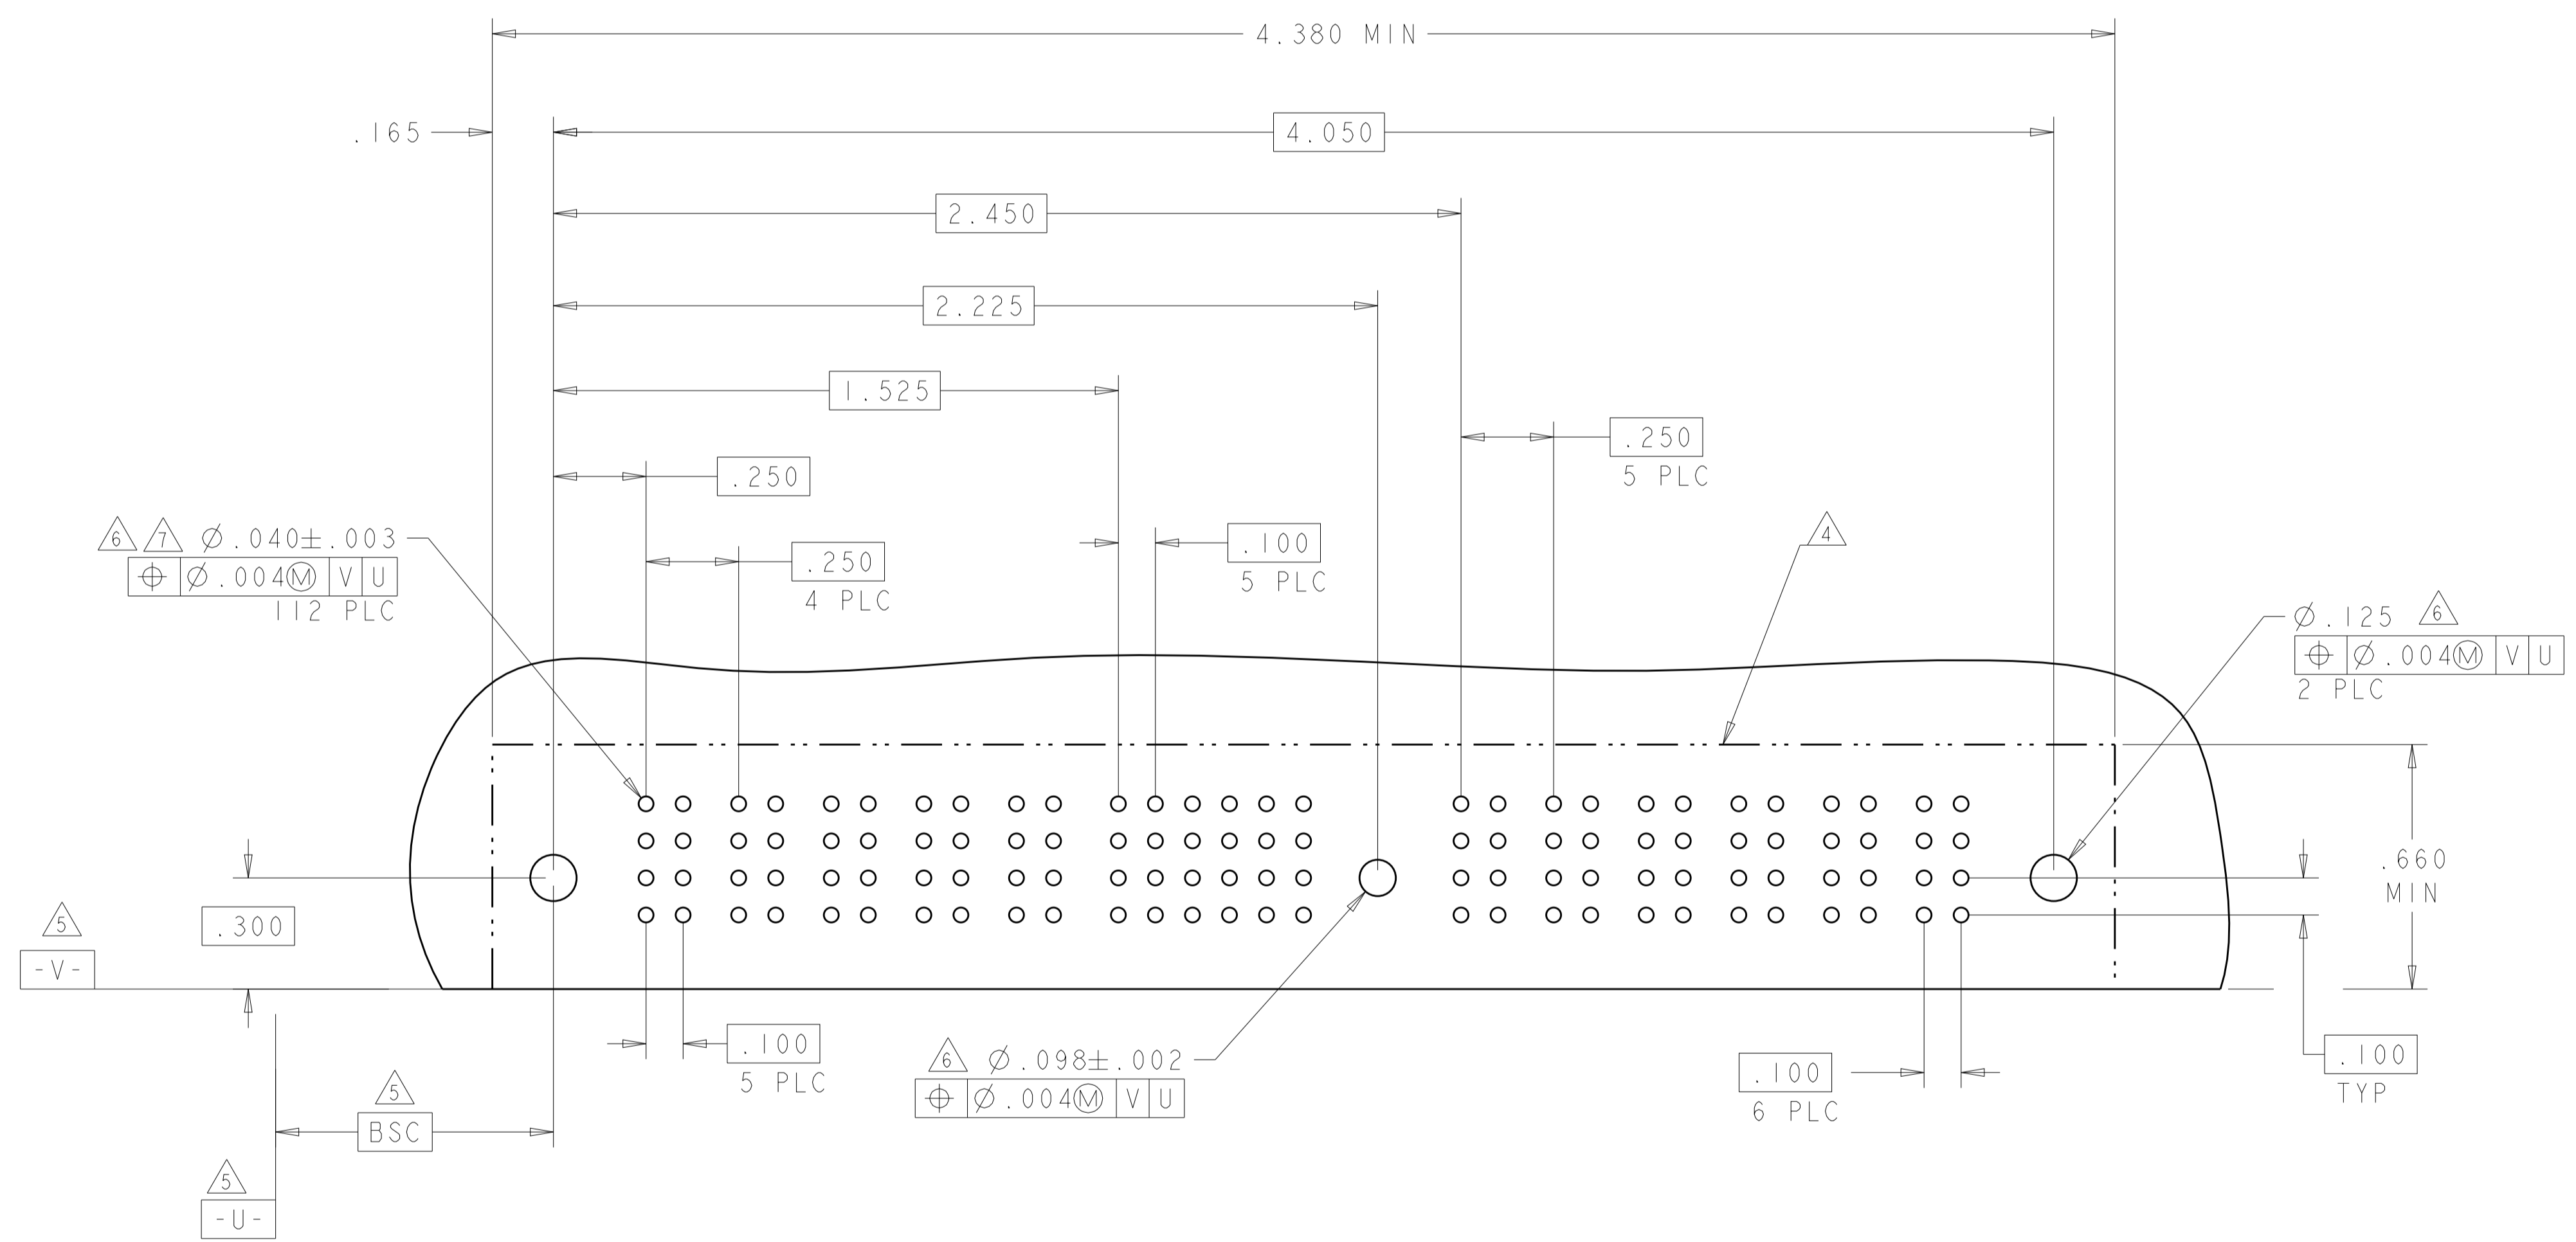 4.380 MIN
.165
4.050
2.450
2.225
1.525
.250
5 PLC
.250
6 7 Ø.040±.003
⌖ Ø.004Ⓜ V U
112 PLC
.250
4 PLC
.100
5 PLC
4
Ø.125 6
⌖ Ø.004Ⓜ V U
2 PLC
.660
MIN
5
-V-
.300
.100
5 PLC
6 Ø.098±.002
⌖ Ø.004Ⓜ V U
.100
6 PLC
.100
TYP
5
BSC
5
-U-